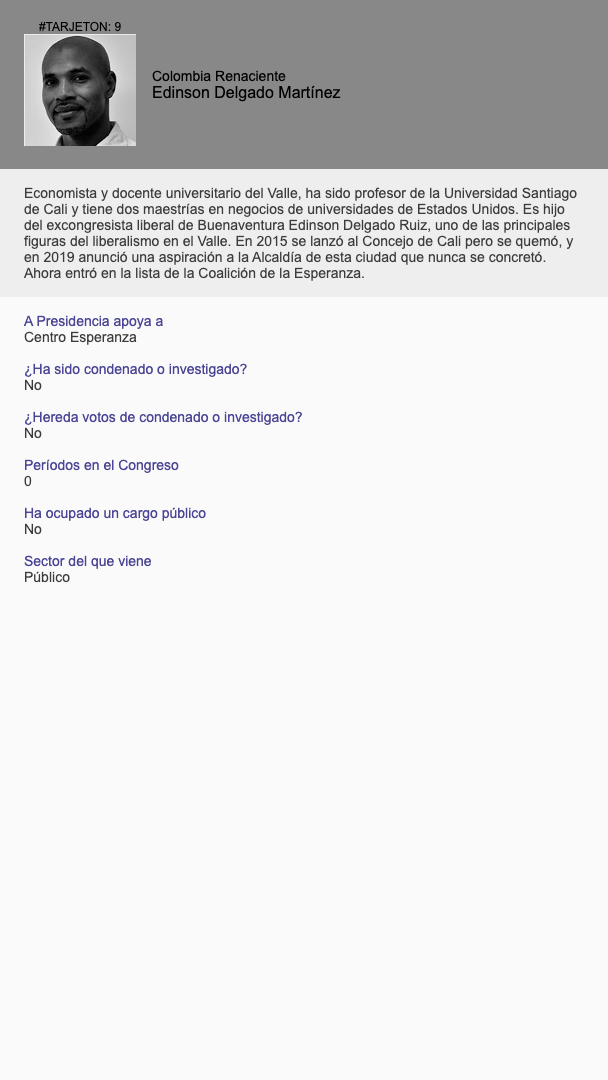 #TARJETON: 9
Colombia Renaciente
Edinson Delgado Martínez
Economista y docente universitario del Valle, ha sido profesor de la Universidad Santiago
de Cali y tiene dos maestrías en negocios de universidades de Estados Unidos. Es hijo
del excongresista liberal de Buenaventura Edinson Delgado Ruiz, uno de las principales
figuras del liberalismo en el Valle. En 2015 se lanzó al Concejo de Cali pero se quemó, y
en 2019 anunció una aspiración a la Alcaldía de esta ciudad que nunca se concretó.
Ahora entró en la lista de la Coalición de la Esperanza.
A Presidencia apoya a
Centro Esperanza
¿Ha sido condenado o investigado?
No
¿Hereda votos de condenado o investigado?
No
Períodos en el Congreso
0
Ha ocupado un cargo público
No
Sector del que viene
Público